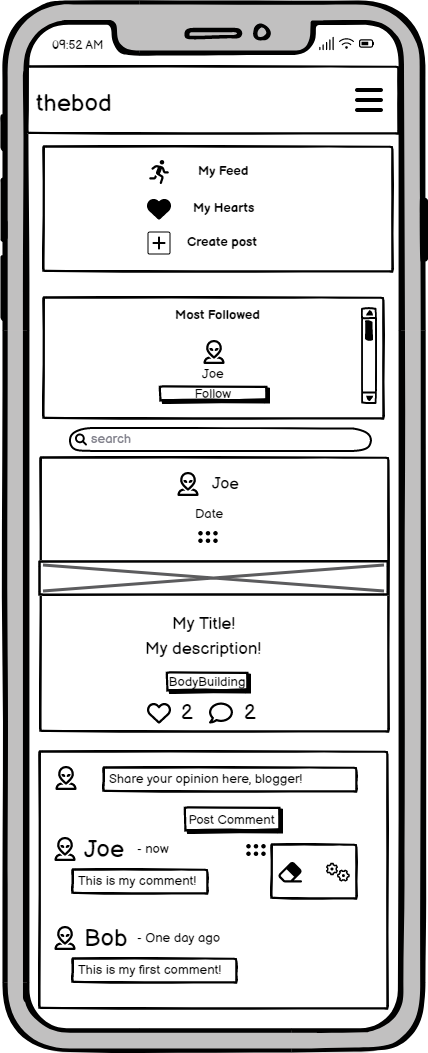 09:52 AM
thebod
My Feed
My Hearts
Create post
Most Followed
Joe
Follow
search
Joe
Date
My Title!
My description!
BodyBuilding
2 2
Share your opinion here, blogger!
Post Comment
Joe - now
This is my comment!
Bob - One day ago
This is my first comment!